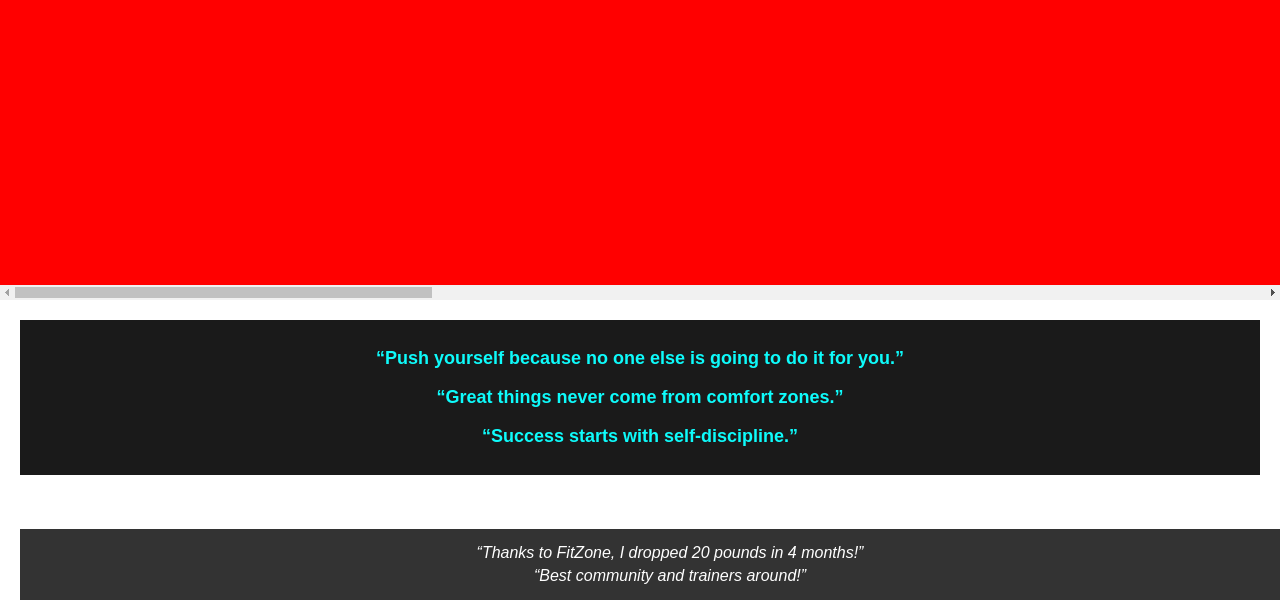 “Push yourself because no one else is going to do it for you.”
“Great things never come from comfort zones.”
“Success starts with self-discipline.”
“Thanks to FitZone, I dropped 20 pounds in 4 months!”
“Best community and trainers around!”